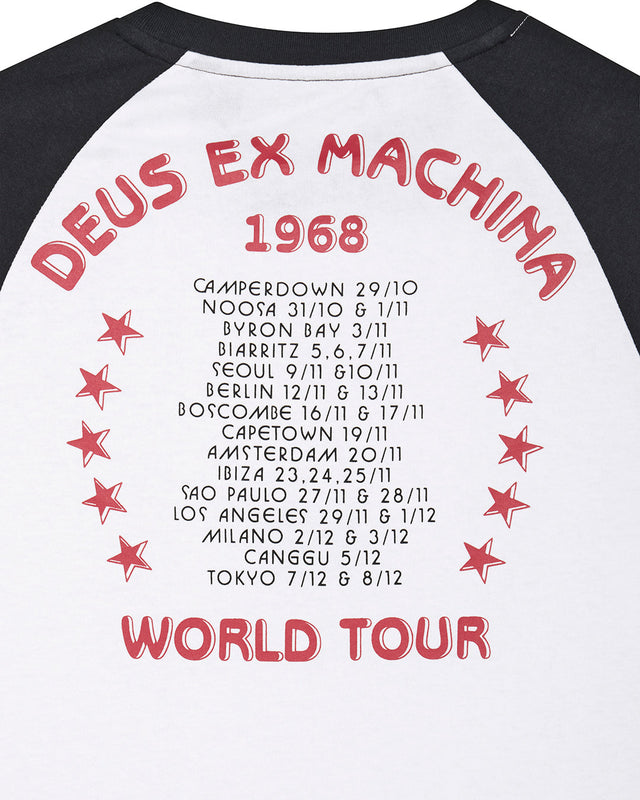 DEUS EX MACHINA
1968
CAMPERDOWN 29/10
NOOSA 31/10 & 1/11
BYRON BAY 3/11
BIARRITZ 5,6,7/11
SEOUL 9/11 &10/11
BERLIN 12/11 & 13/11
BOSCOMBE 16/11 & 17/11
CAPETOWN 19/11
AMSTERDAM 20/11
IBIZA 23,24,25/11
SAO PAULO 27/11 & 28/11
LOS ANGELES 29/11 & 1/12
MILANO 2/12 & 3/12
CANGGU 5/12
TOKYO 7/12 & 8/12
WORLD TOUR